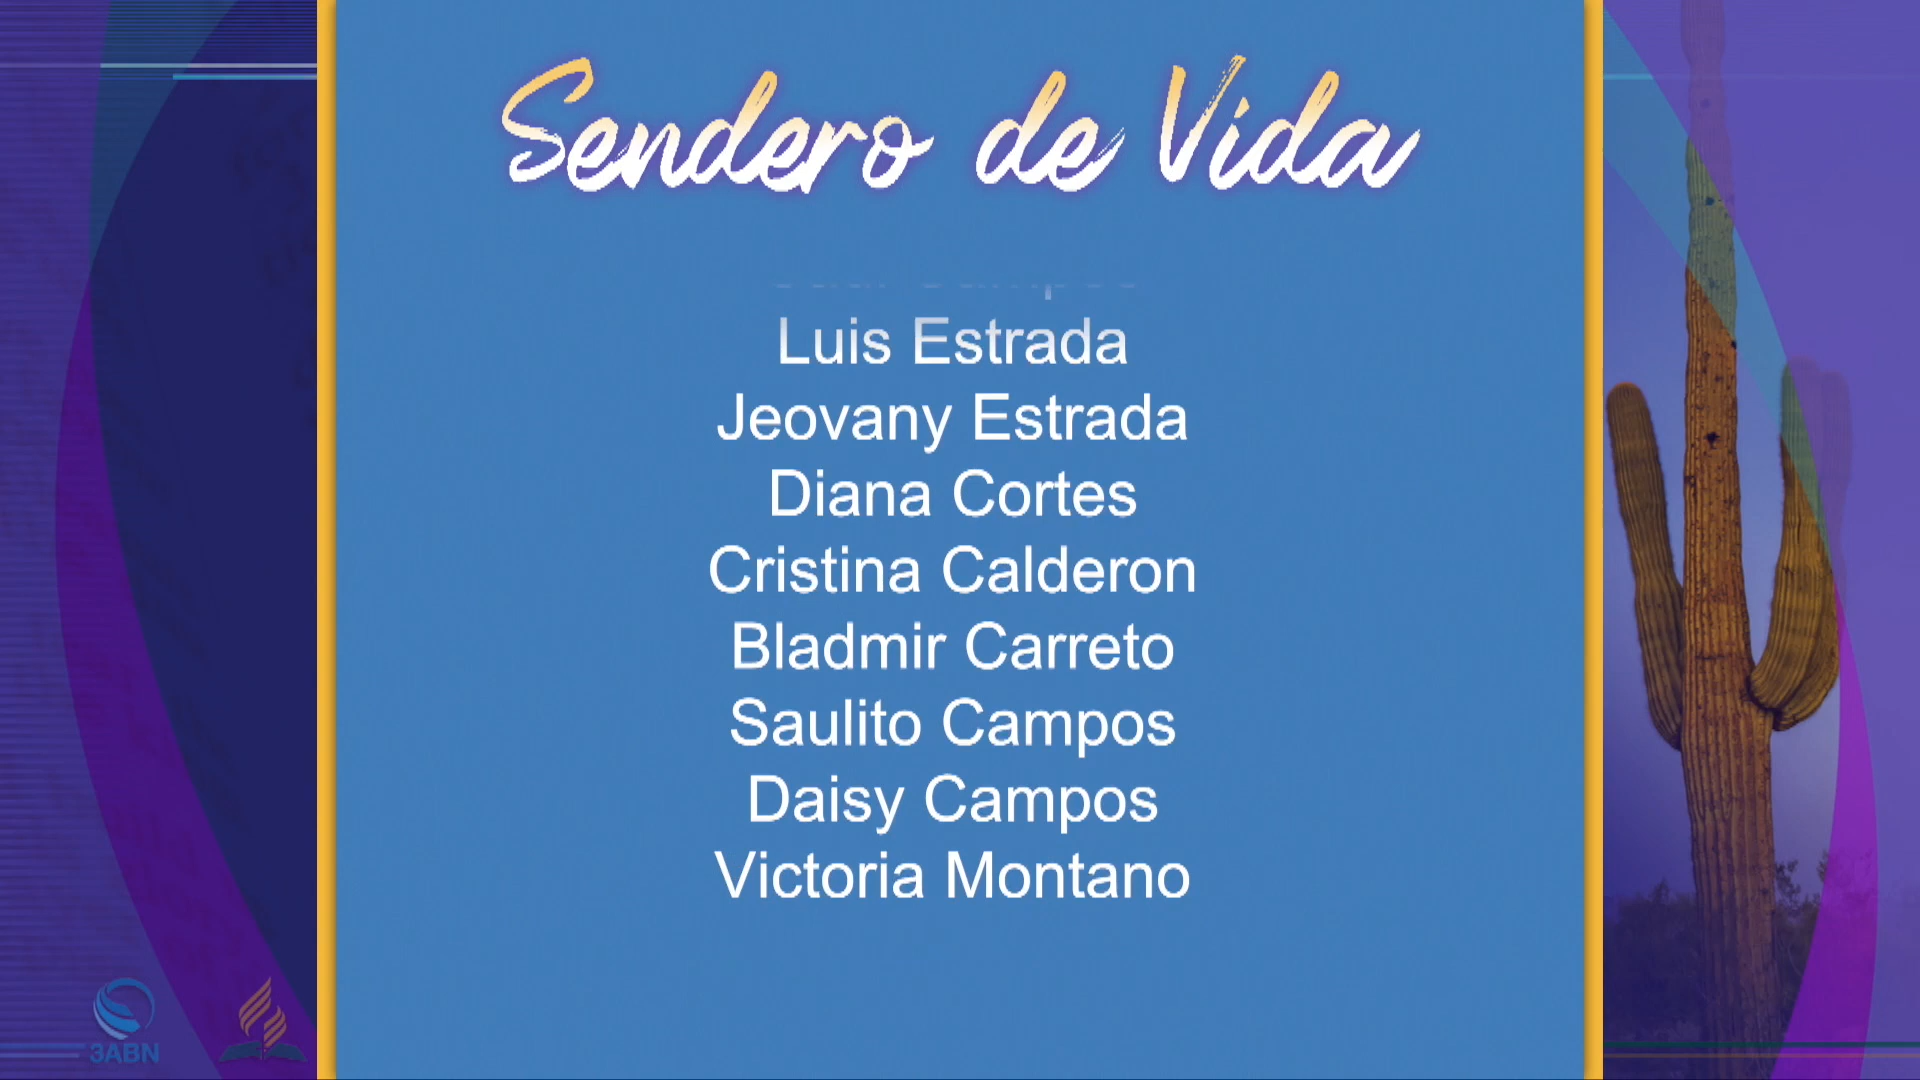 Sendero de Vida
Luis Estrada
Jeovany Estrada
Diana Cortes
Cristina Calderon
Bladmir Carreto
Saulito Campos
Daisy Campos
Victoria Montano
3ABN